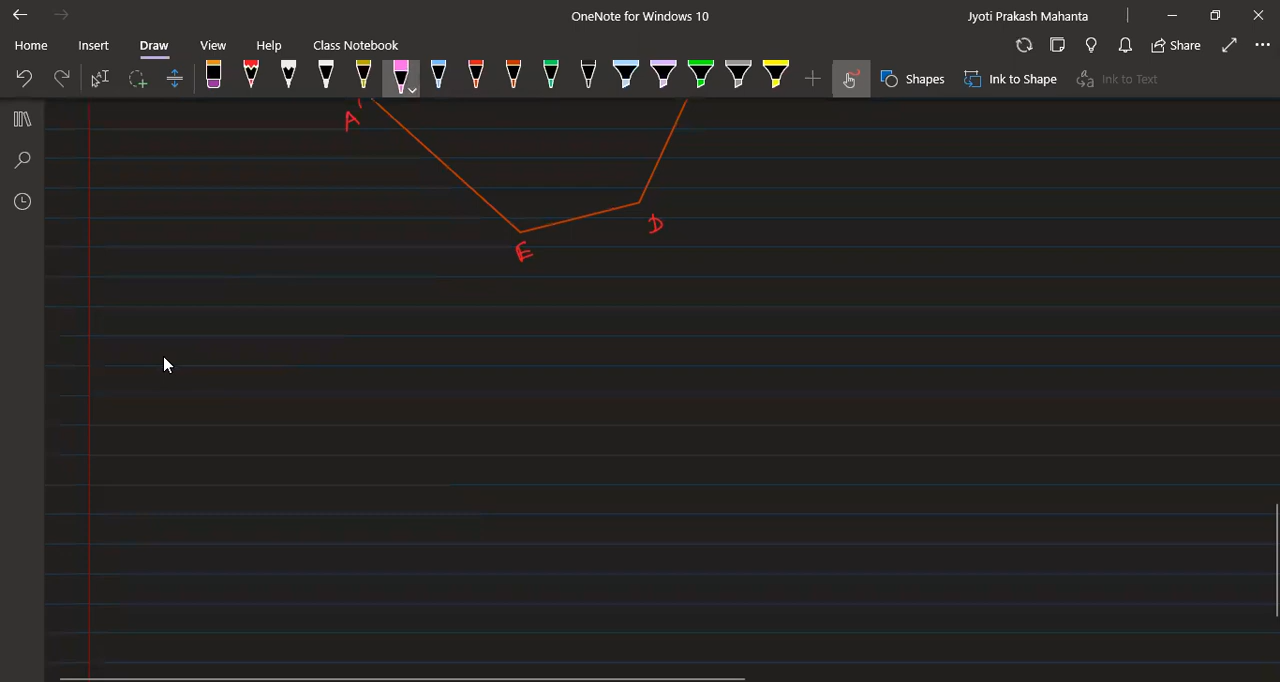 OneNote for Windows 10
Jyoti Prakash Mahanta
Home Insert Draw View Help Class Notebook
Share
Shapes
Ink to Shape
Ink to Text
A
D
E